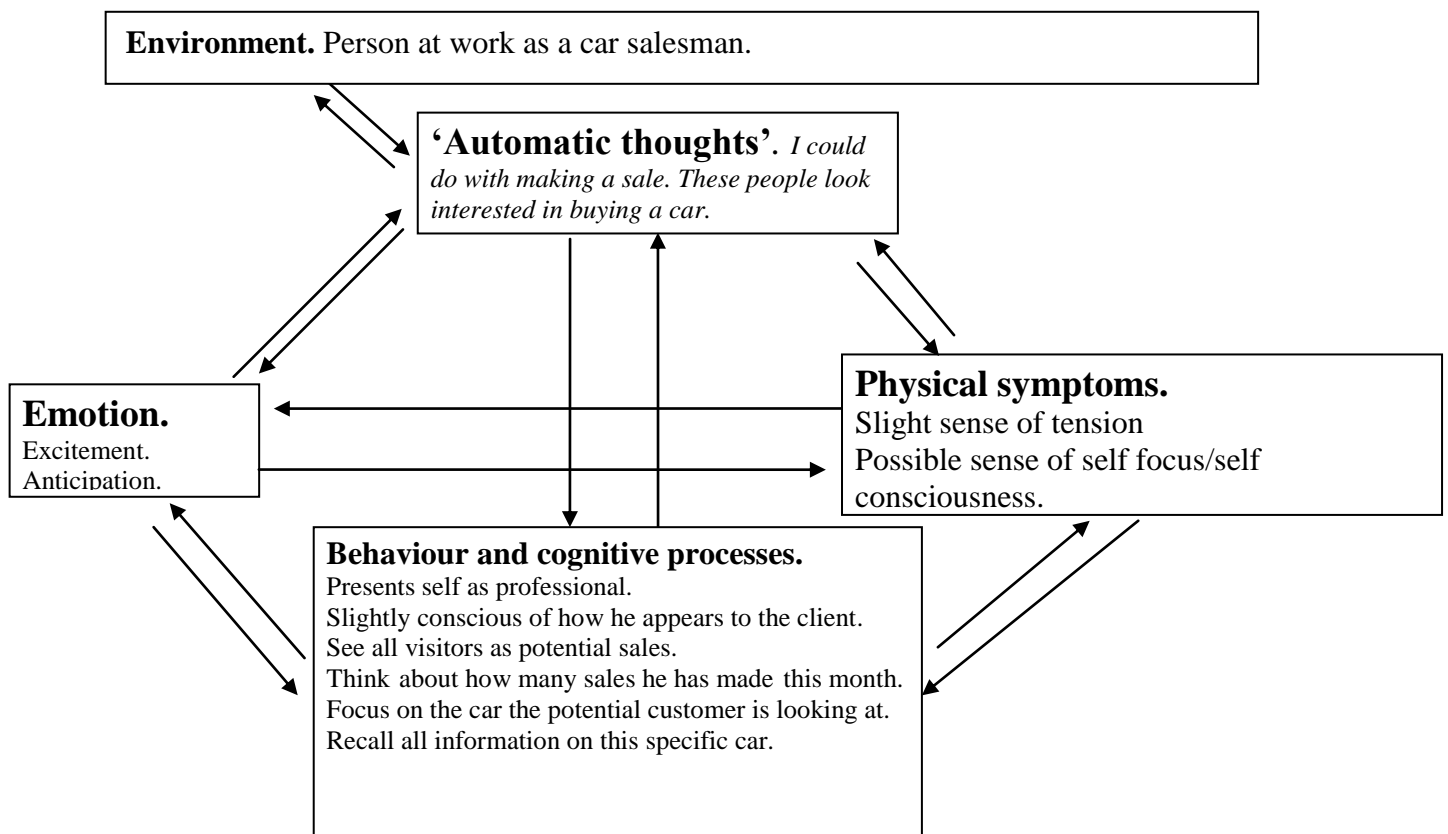 Environment. Person at work as a car salesman.
‘Automatic thoughts’. I could
do with making a sale. These people look
interested in buying a car.
Emotion.
Excitement.
Anticipation.
Physical symptoms.
Slight sense of tension
Possible sense of self focus/self
consciousness.
Behaviour and cognitive processes.
Presents self as professional.
Slightly conscious of how he appears to the client.
See all visitors as potential sales.
Think about how many sales he has made this month.
Focus on the car the potential customer is looking at.
Recall all information on this specific car.